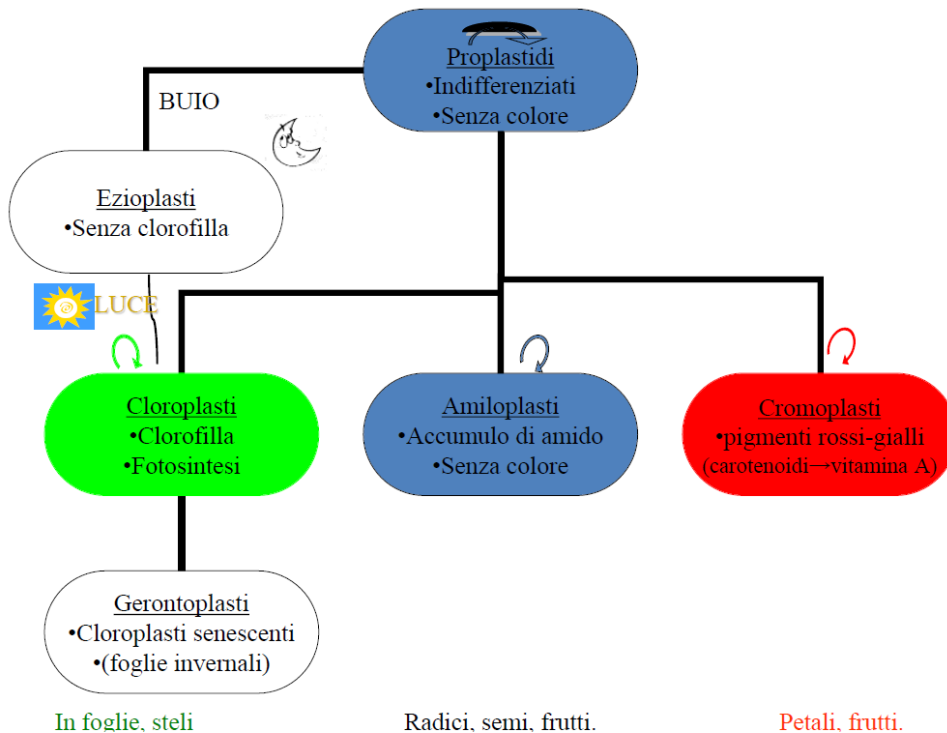 Proplastidi
•Indifferenziati
•Senza colore
BUIO
Ezioplasti
•Senza clorofilla
LUCE
Cloroplasti
•Clorofilla
•Fotosintesi
Amiloplasti
•Accumulo di amido
•Senza colore
Cromoplasti
•pigmenti rossi-gialli
(carotenoidi→vitamina A)
Gerontoplasti
•Cloroplasti senescenti
•(foglie invernali)
In foglie, steli
Radici, semi, frutti.
Petali, frutti.